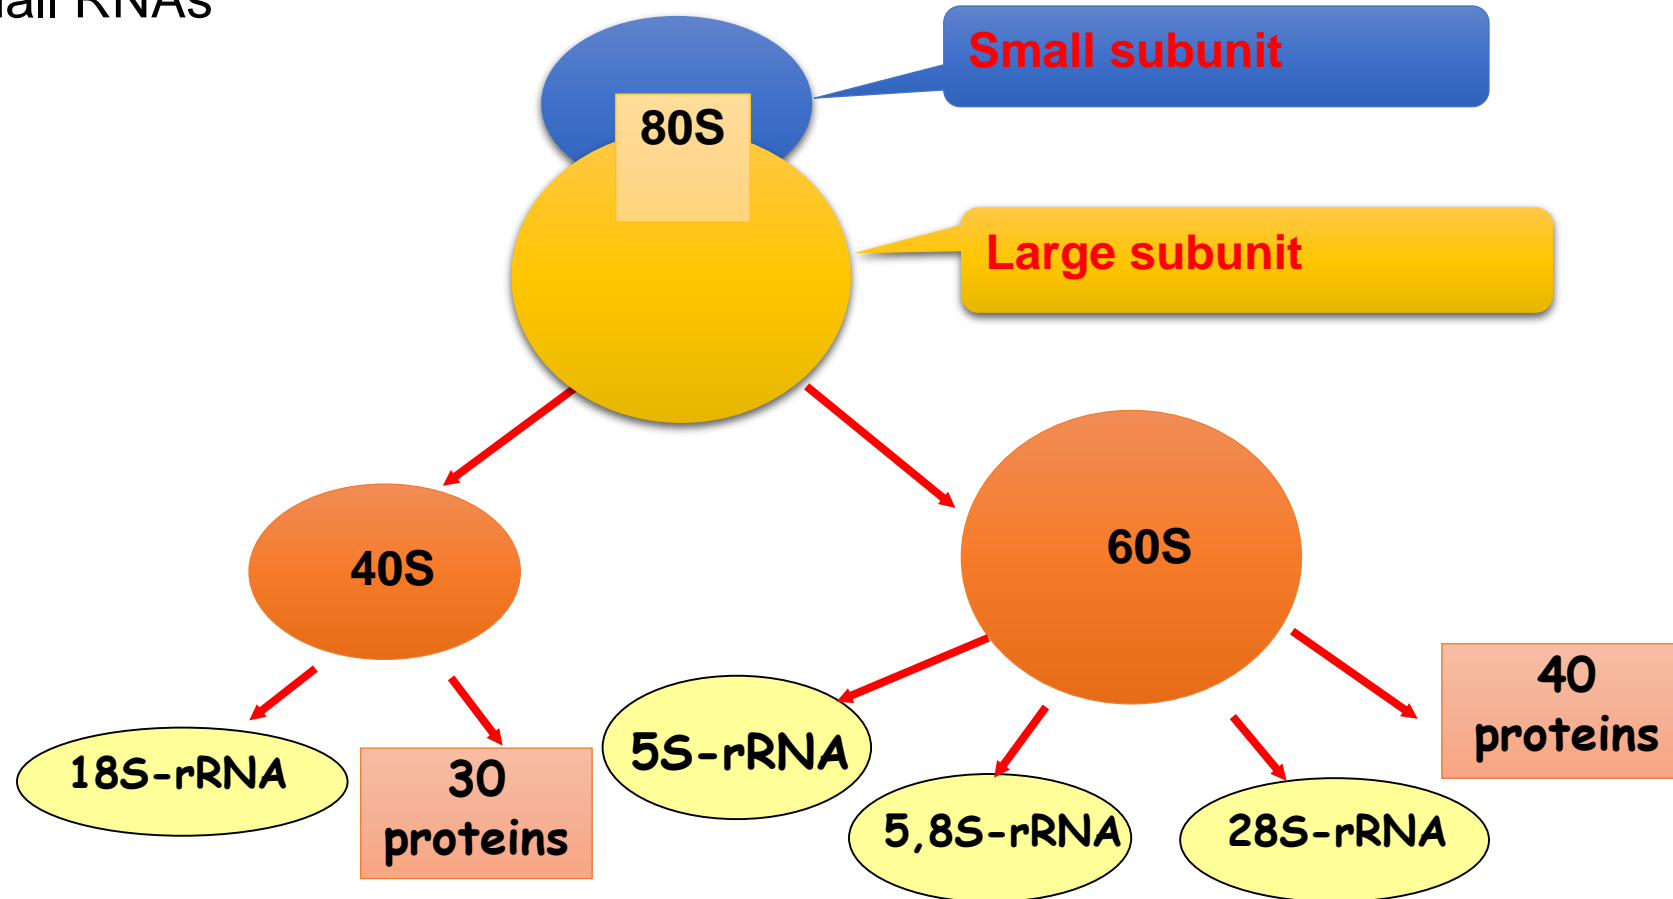 RNAs
Small subunit
80S
Large subunit
40S
60S
18S-rRNA
30
proteins
5S-rRNA
5,8S-rRNA
28S-rRNA
40
proteins